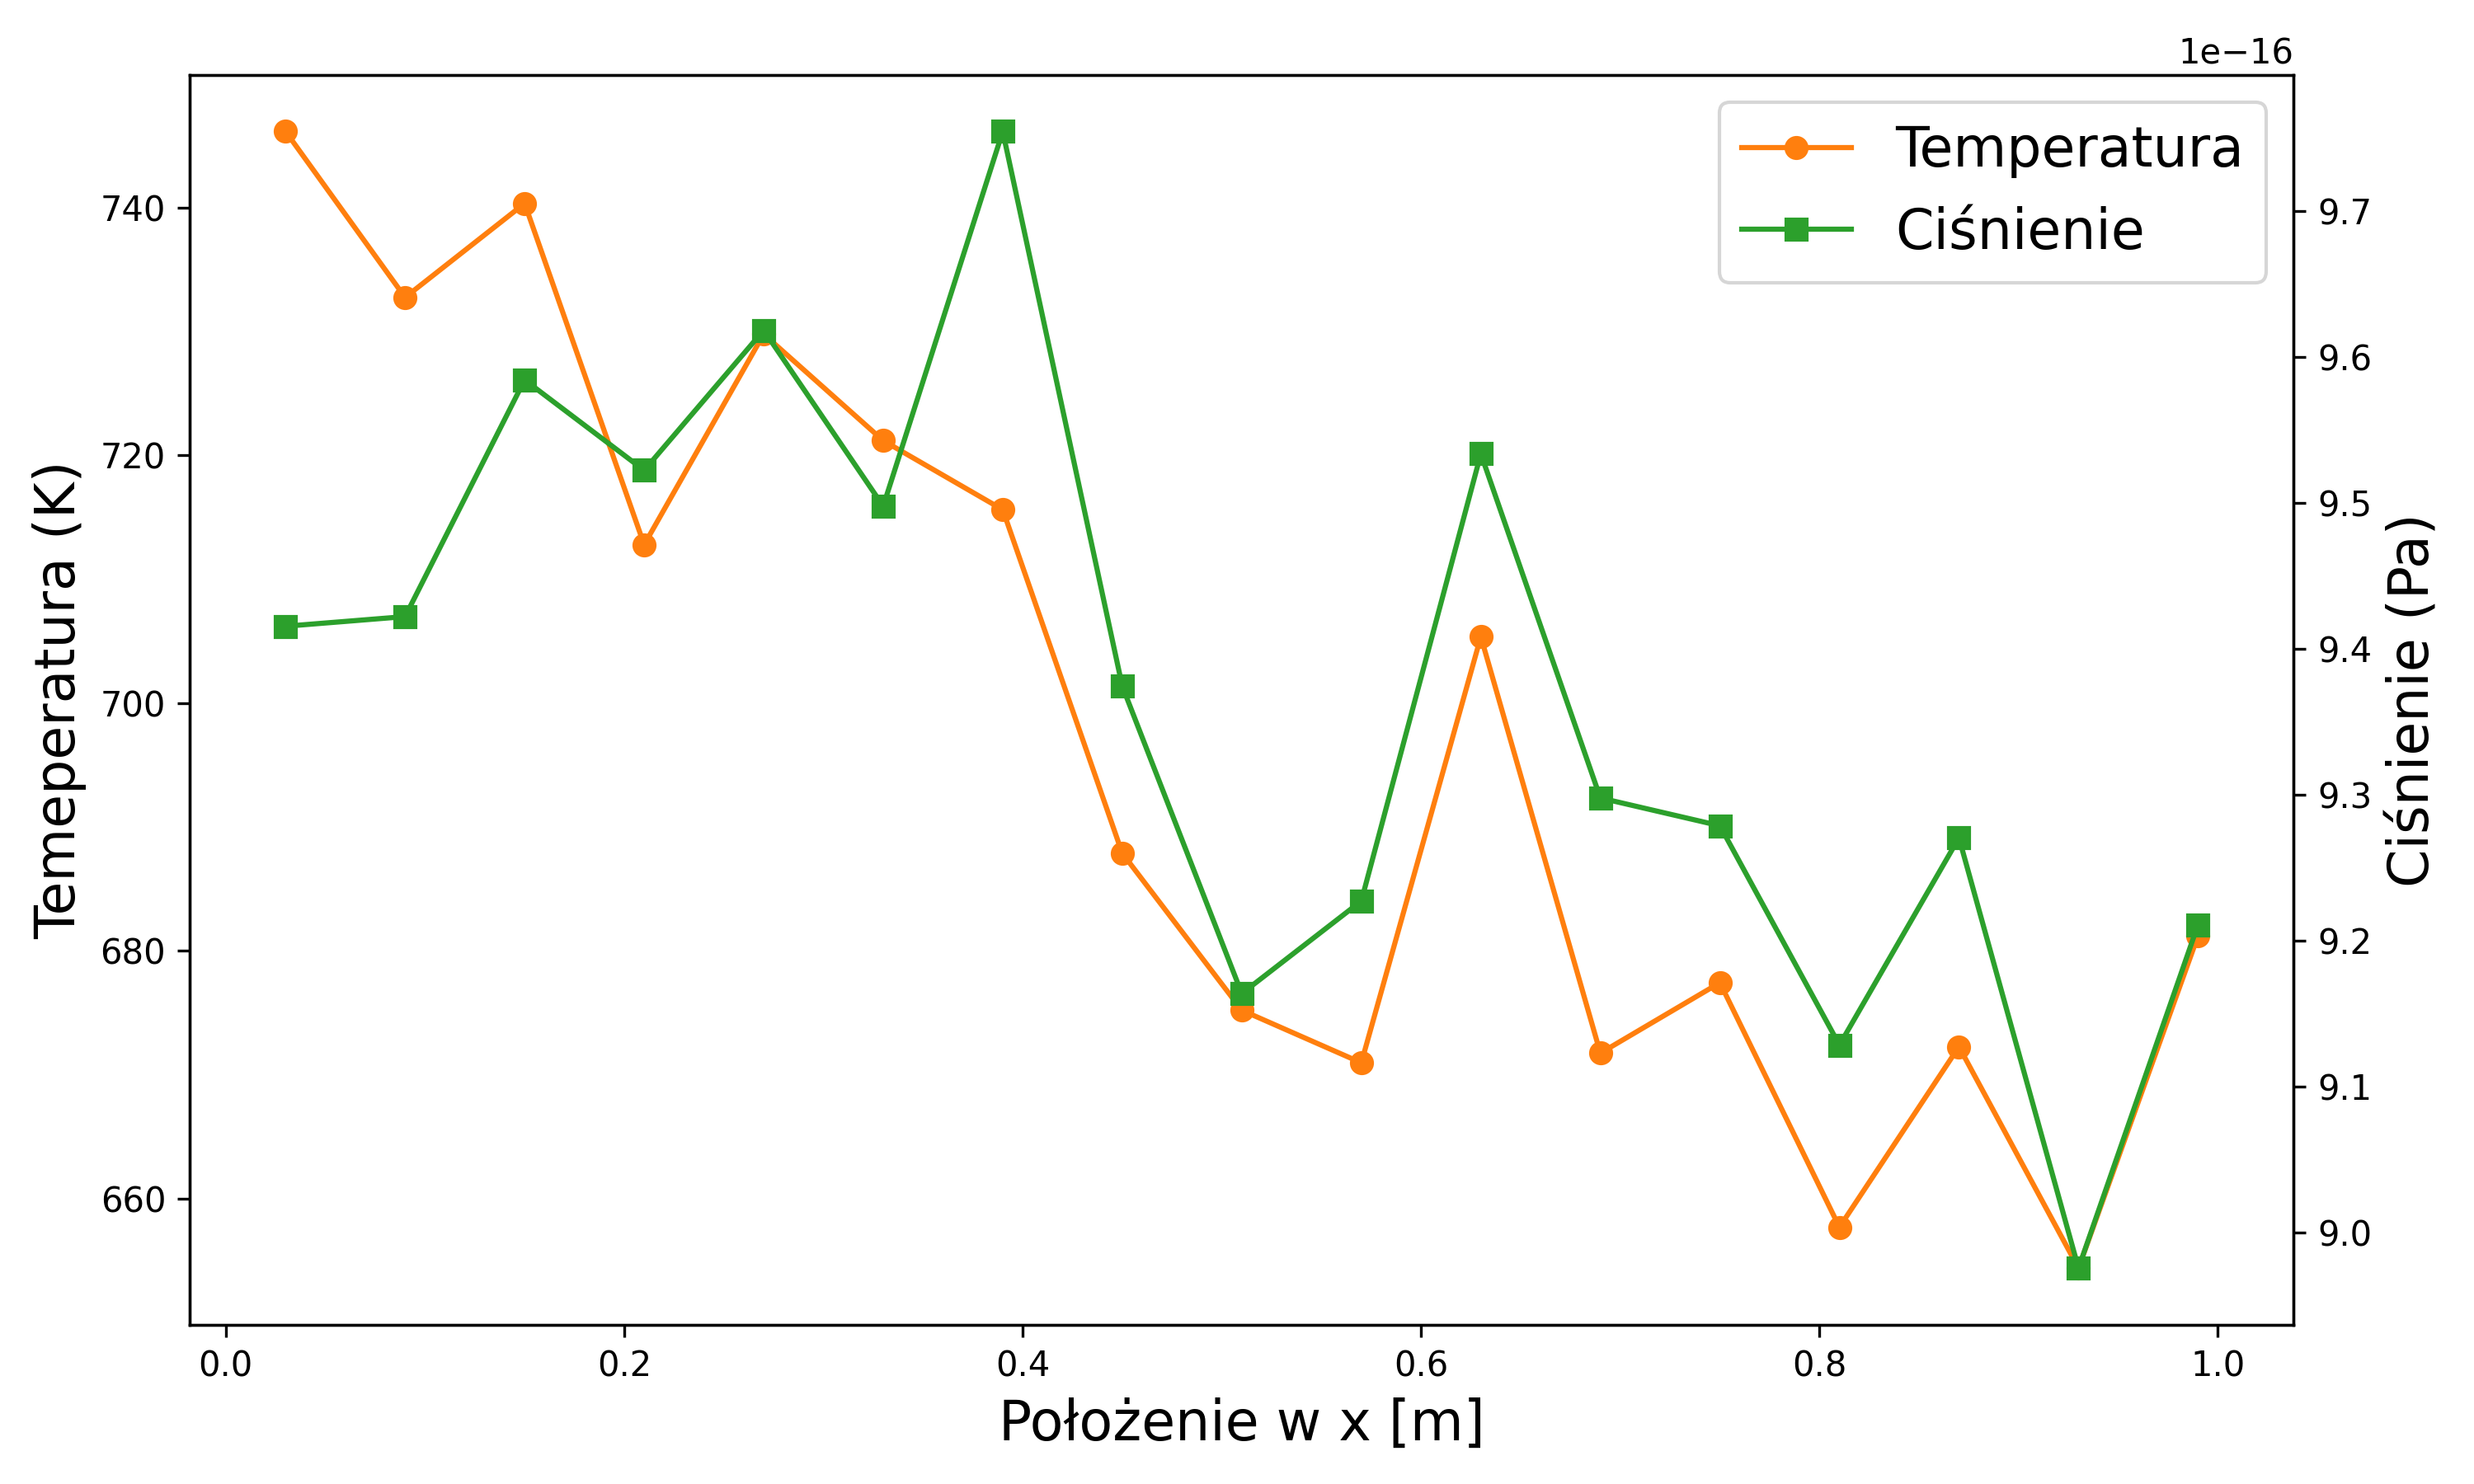 1e−16
Temperatura
Ciśnienie
Temeperatura (K)
740
720
700
680
660
9.7
9.6
9.5
9.4
9.3
9.2
9.1
9.0
Ciśnienie (Pa)
0.0 0.2 0.4 0.6 0.8 1.0
Położenie w x [m]